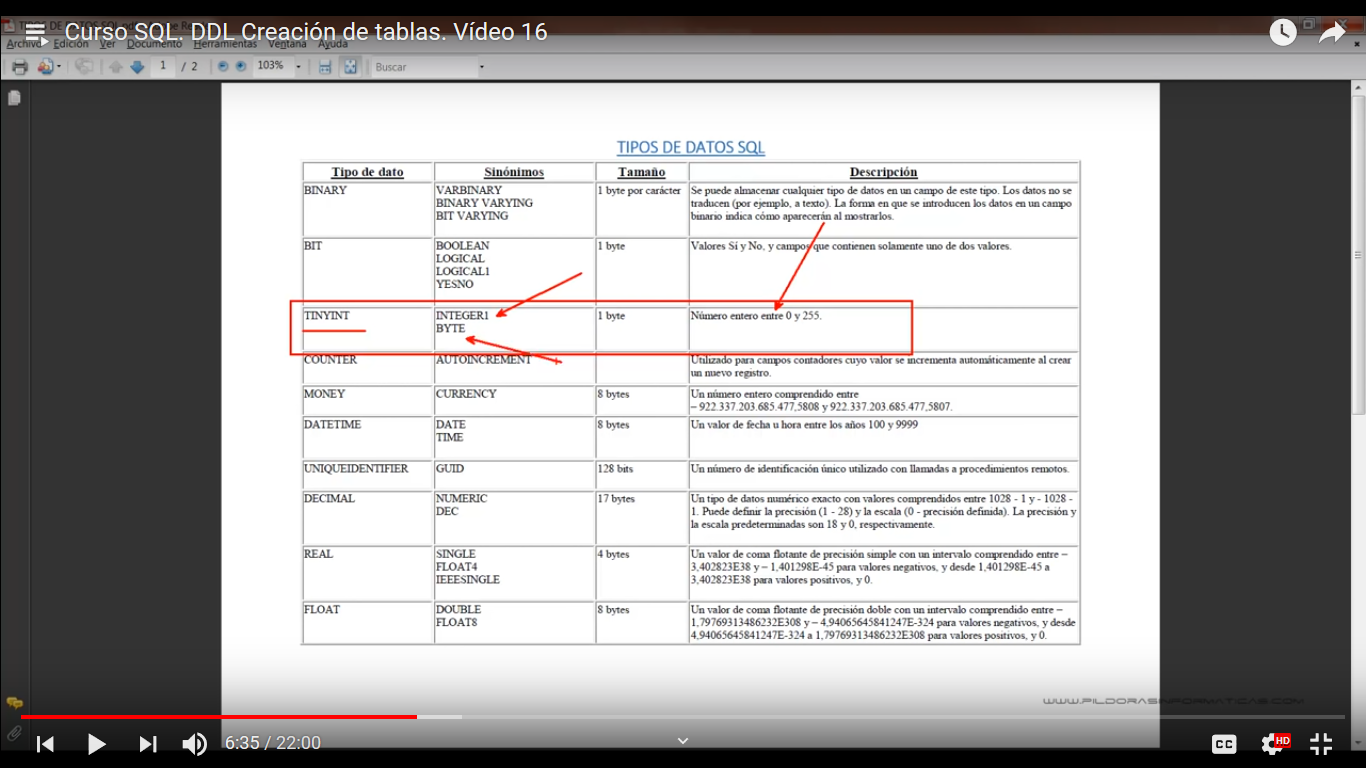 Curso SQL. DDL Creación de tablas. Vídeo 16
Archivo Edición Ver Documento Herramientas Ventana Ayuda
1 / 2 103% Buscar
TIPOS DE DATOS SQL
Tipo de dato Sinónimos Tamaño Descripción
BINARY VARBINARY 1 byte por carácter Se puede almacenar cualquier tipo de datos en un campo de este tipo. Los datos no se
BINARY VARYING traducen (por ejemplo, a texto). La forma en que se introducen los datos en un campo
BIT VARYING binario indica cómo aparecerán al mostrarlos.
BIT BOOLEAN 1 byte Valores Sí y No, y campos que contienen solamente uno de dos valores.
LOGICAL
LOGICAL1
YESNO
TINYINT INTEGER1 1 byte Número entero entre 0 y 255.
BYTE
COUNTER AUTOINCREMENT Utilizado para campos contadores cuyo valor se incrementa automáticamente al crear
un nuevo registro.
MONEY CURRENCY 8 bytes Un número entero comprendido entre
– 922.337.203.685.477,5808 y 922.337.203.685.477,5807.
DATETIME DATE 8 bytes Un valor de fecha u hora entre los años 100 y 9999
TIME
UNIQUEIDENTIFIER GUID 128 bits Un número de identificación único utilizado con llamadas a procedimientos remotos.
DECIMAL NUMERIC 17 bytes Un tipo de datos numérico exacto con valores comprendidos entre 1028 - 1 y - 1028 -
DEC 1. Puede definir la precisión (1 - 28) y la escala (0 - precisión definida). La precisión y
la escala predeterminadas son 18 y 0, respectivamente.
REAL SINGLE 4 bytes Un valor de coma flotante de precisión simple con un intervalo comprendido entre –
FLOAT4 3,402823E38 y – 1,401298E-45 para valores negativos, y desde 1,401298E-45 a
IEEESINGLE 3,402823E38 para valores positivos, y 0.
FLOAT DOUBLE 8 bytes Un valor de coma flotante de precisión doble con un intervalo comprendido entre –
FLOAT8 1,79769313486232E308 y – 4,94065645841247E-324 para valores negativos, y desde
4,94065645841247E-324 a 1,79769313486232E308 para valores positivos, y 0.
WWW.PILDORASINFORMATICAS.COM
6:35 / 22:00 CC HD